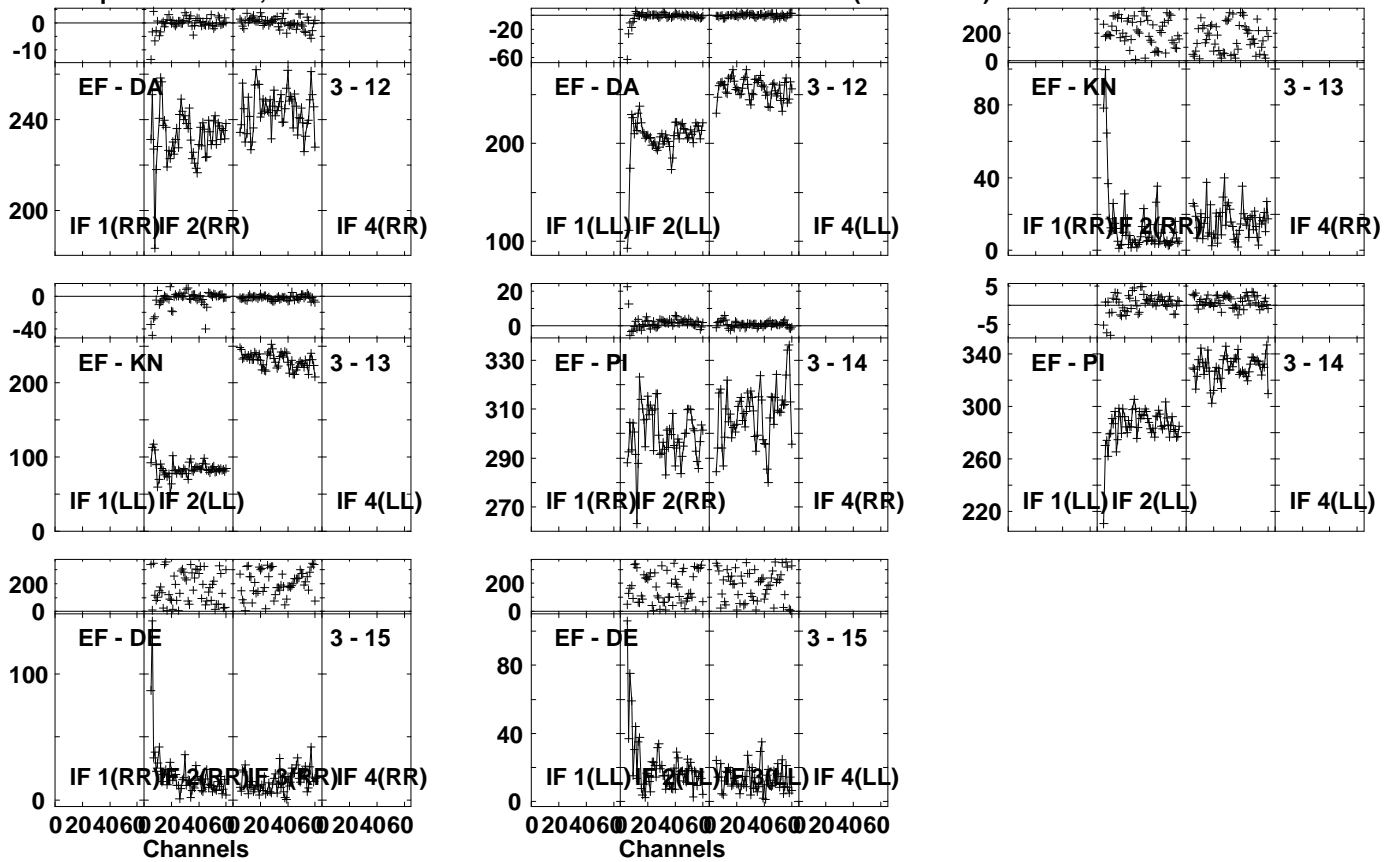 0
-10
EF - DA
3 - 12
240
200
IF 1(RR)
IF 2(RR)
IF 4(RR)
0
-20
-60
EF - DA
3 - 12
200
100
IF 1(LL)
IF 2(LL)
IF 4(LL)
200
0
EF - KN
3 - 13
80
40
0
IF 1(RR)
IF 2(RR)
IF 4(RR)
0
-40
EF - KN
3 - 13
200
100
0
IF 1(LL)
IF 2(LL)
IF 4(LL)
20
0
EF - PI
3 - 14
330
310
290
270
IF 1(RR)
IF 2(RR)
IF 4(RR)
5
-5
EF - PI
3 - 14
340
300
260
220
IF 1(LL)
IF 2(LL)
IF 4(LL)
200
0
EF - DE
3 - 15
100
0
IF 1(RR)
IF 2(RR)
IF 3(RR)
IF 4(RR)
0 20 40 60 0 20 40 60 0 20 40 60 0 20 40 60
Channels
200
0
EF - DE
3 - 15
80
40
0
IF 1(LL)
IF 2(LL)
IF 3(LL)
IF 4(LL)
0 20 40 60 0 20 40 60 0 20 40 60 0 20 40 60
Channels